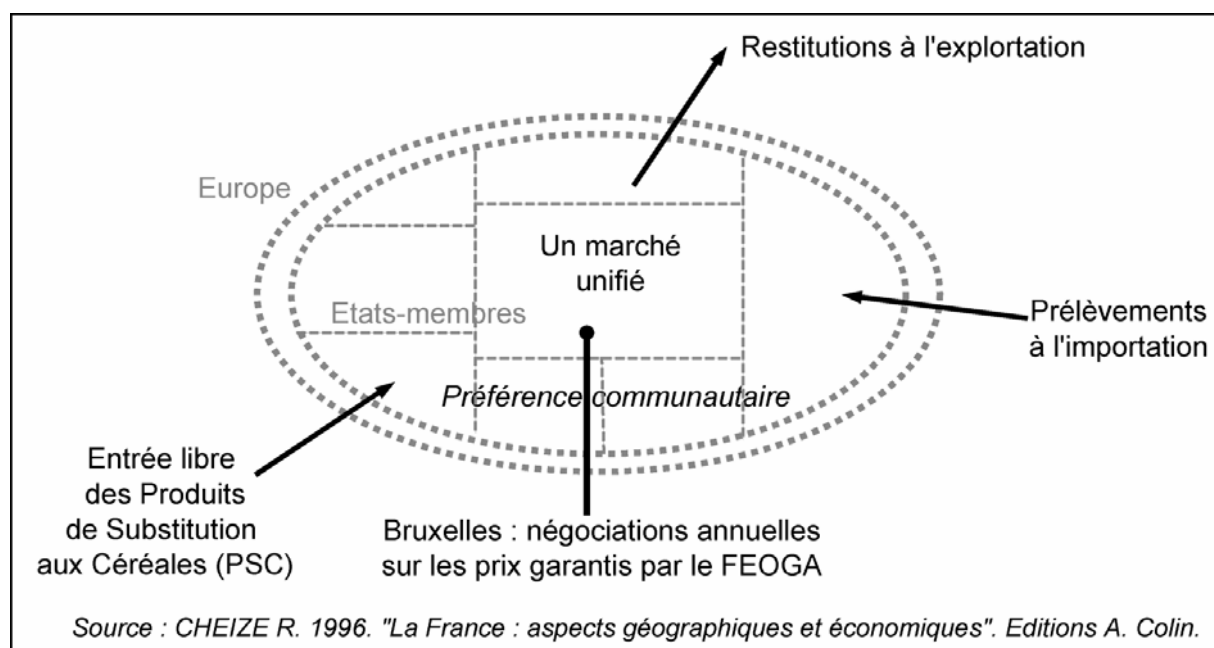 Restitutions à l'explortation
Europe
Un marché
unifié
Etats-membres
Prélèvements
à l'importation
Préférence communautaire
Entrée libre
des Produits
de Substitution
aux Céréales (PSC)
Bruxelles : négociations annuelles
sur les prix garantis par le FEOGA
Source : CHEIZE R. 1996. "La France : aspects géographiques et économiques". Editions A. Colin.